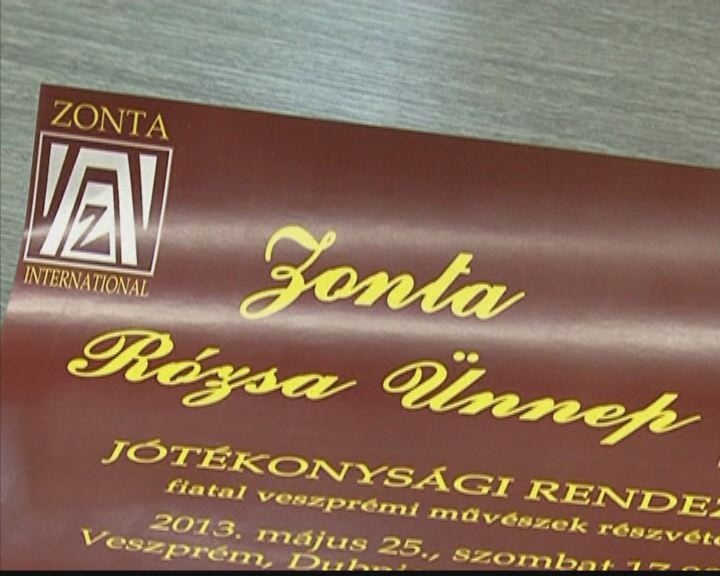 ZONTA
Z
INTERNATIONAL
Zonta
Rózsa Ünnep
JÓTÉKONYSÁGI
fiatal veszprémi művészek
2013. május 25., szombat
Veszprém,